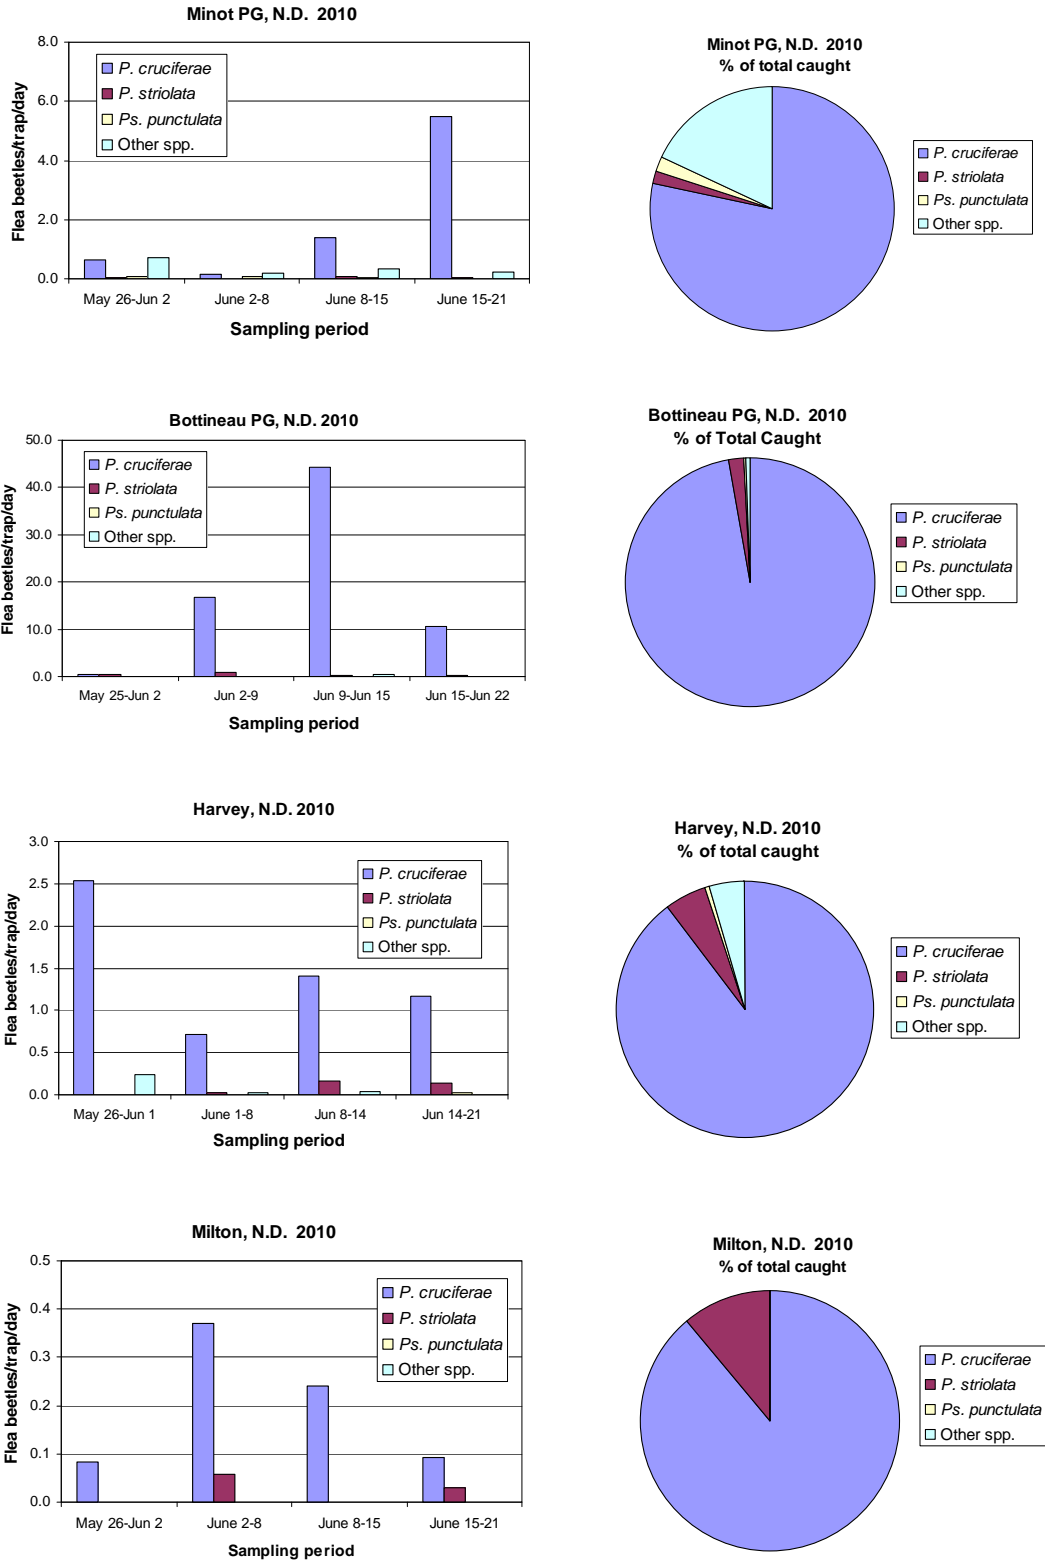 Minot PG, N.D. 2010
8.0
6.0
4.0
2.0
0.0
Flea beetles/trap/day
P. cruciferae
P. striolata
Ps. punctulata
Other spp.
May 26-Jun 2
June 2-8
June 8-15
June 15-21
Sampling period
Minot PG, N.D. 2010
% of total caught
P. cruciferae
P. striolata
Ps. punctulata
Other spp.
Bottineau PG, N.D. 2010
50.0
40.0
30.0
20.0
10.0
0.0
Flea beetles/trap/day
P. cruciferae
P. striolata
Ps. punctulata
Other spp.
May 25-Jun 2
Jun 2-9
Jun 9-Jun 15
Jun 15-Jun 22
Sampling period
Bottineau PG, N.D. 2010
% of Total Caught
P. cruciferae
P. striolata
Ps. punctulata
Other spp.
Harvey, N.D. 2010
3.0
2.5
2.0
1.5
1.0
0.5
0.0
Flea beetles/trap/day
P. cruciferae
P. striolata
Ps. punctulata
Other spp.
May 26-Jun 1
June 1-8
Jun 8-14
Jun 14-21
Sampling period
Harvey, N.D. 2010
% of total caught
P. cruciferae
P. striolata
Ps. punctulata
Other spp.
Milton, N.D. 2010
0.5
0.4
0.3
0.2
0.1
0.0
Flea beetles/trap/day
P. cruciferae
P. striolata
Ps. punctulata
Other spp.
May 26-Jun 2
June 2-8
June 8-15
June 15-21
Sampling period
Milton, N.D. 2010
% of total caught
P. cruciferae
P. striolata
Ps. punctulata
Other spp.